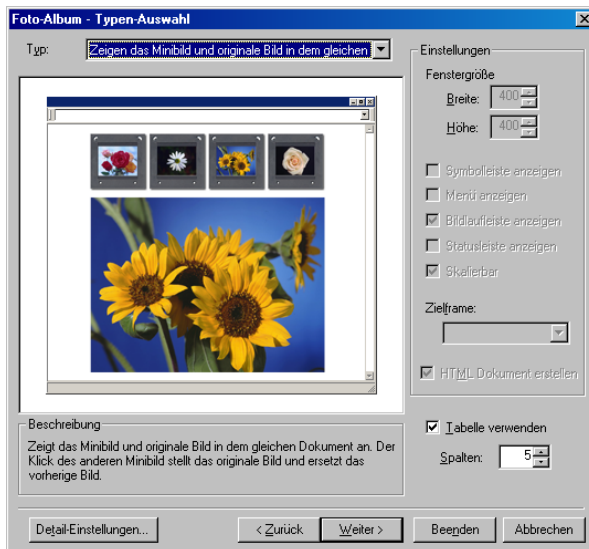 Foto-Album - Typen-Auswahl
Typ: Zeigen das Minibild und originale Bild in dem gleichen
Einstellungen
Fenstergröße
Breite: 400
Höhe: 400
Symbolleiste anzeigen
Menü anzeigen
Bildlaufleiste anzeigen
Statusleiste anzeigen
Skalierbar
Zielframe:
HTML Dokument erstellen
Beschreibung
Zeigt das Minibild und originale Bild in dem gleichen Dokument an. Der
Klick des anderen Minibild stellt das originale Bild und ersetzt das
vorherige Bild.
Tabelle verwenden
Spalten: 5
Detail-Einstellungen...
< Zurück
Weiter >
Beenden
Abbrechen